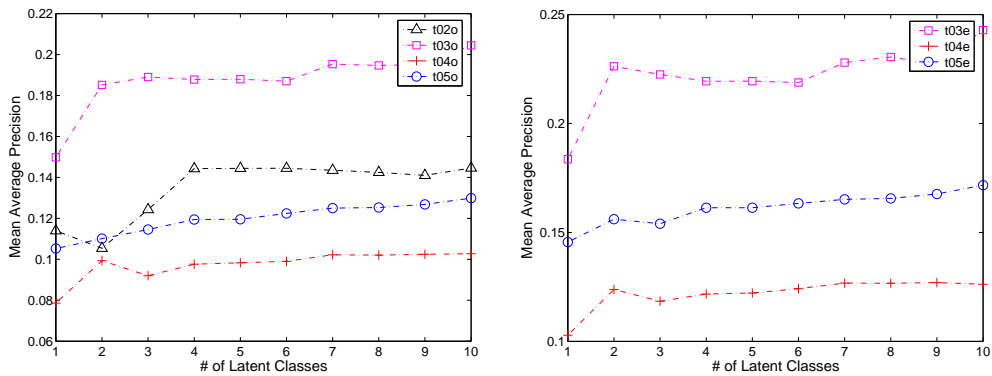 0.22
0.2
0.18
0.16
0.14
0.12
0.1
0.08
0.06
Mean Average Precision
1 2 3 4 5 6 7 8 9 10
# of Latent Classes
t02o
t03o
t04o
t05o
0.25
0.2
0.15
0.1
Mean Average Precision
1 2 3 4 5 6 7 8 9 10
# of Latent Classes
t03e
t04e
t05e